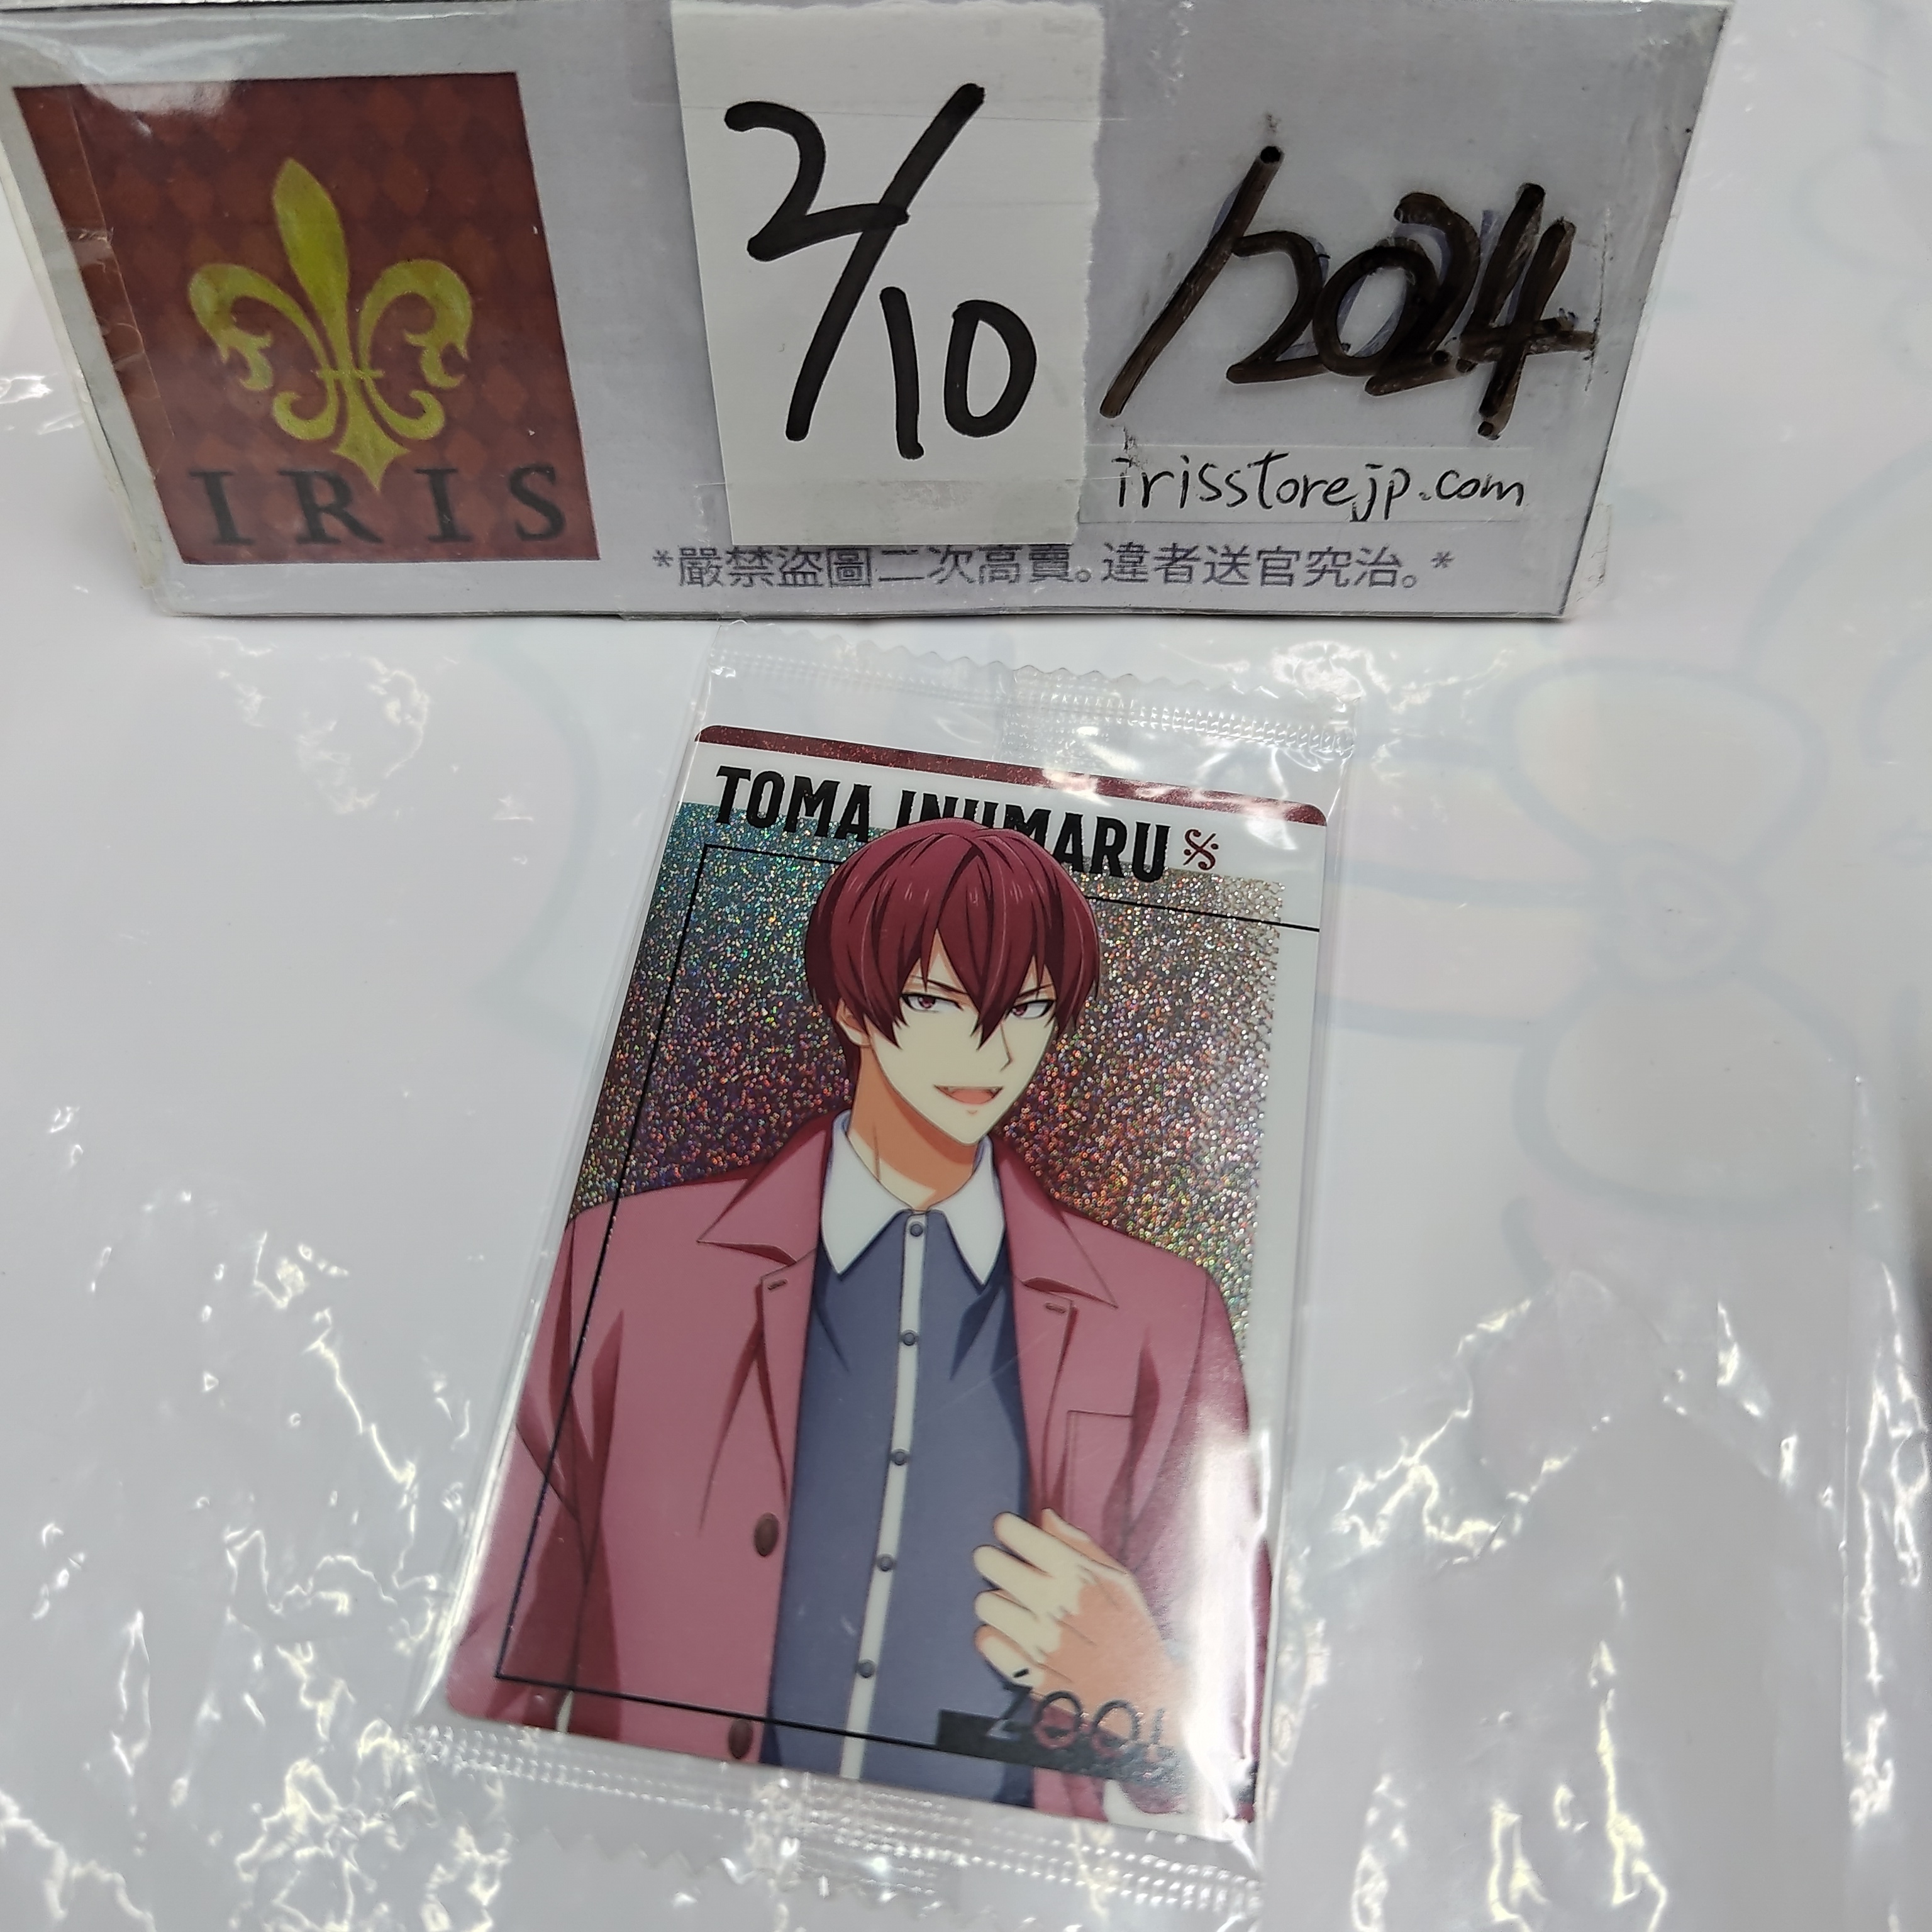 IRIS
2/10
/2024
irisstorejp.com
*嚴禁盜圖二次高賣。違者送官究治。*
TOMA INUMARU
ŹOOĻ